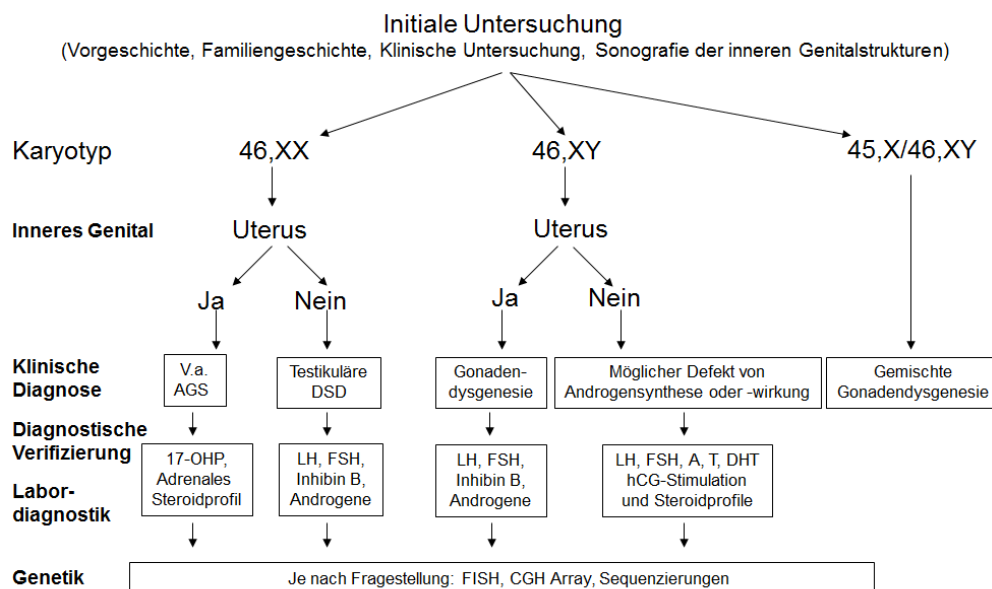 Initiale Untersuchung
(Vorgeschichte, Familiengeschichte, Klinische Untersuchung, Sonografie der inneren Genitalstrukturen)
Karyotyp
46,XX
46,XY
45,X/46,XY
Inneres Genital
Uterus
Uterus
Ja
Nein
Ja
Nein
Klinische
Diagnose
V.a.
AGS
Testikuläre
DSD
Gonaden-
dysgenesie
Möglicher Defekt von
Androgensynthese oder -wirkung
Gemischte
Gonadendysgenesie
Diagnostische
Verifizierung
Labor-
diagnostik
17-OHP,
Adrenales
Steroidprofil
LH, FSH,
Inhibin B,
Androgene
LH, FSH,
Inhibin B,
Androgene
LH, FSH, A, T, DHT
hCG-Stimulation
und Steroidprofile
Genetik
Je nach Fragestellung: FISH, CGH Array, Sequenzierungen